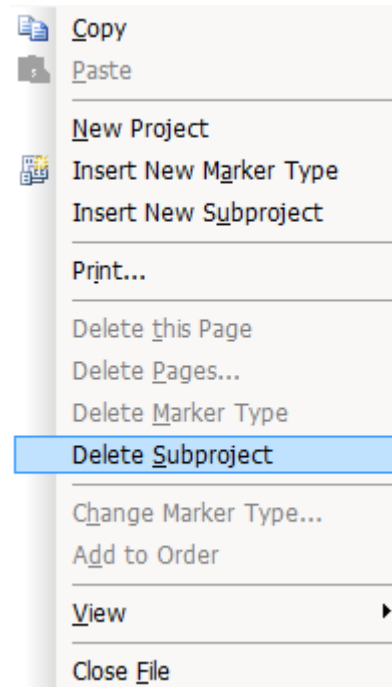 Copy
Paste
New Project
Insert New Marker Type
Insert New Subproject
Print...
Delete this Page
Delete Pages...
Delete Marker Type
Delete Subproject
Change Marker Type...
Add to Order
View
Close File